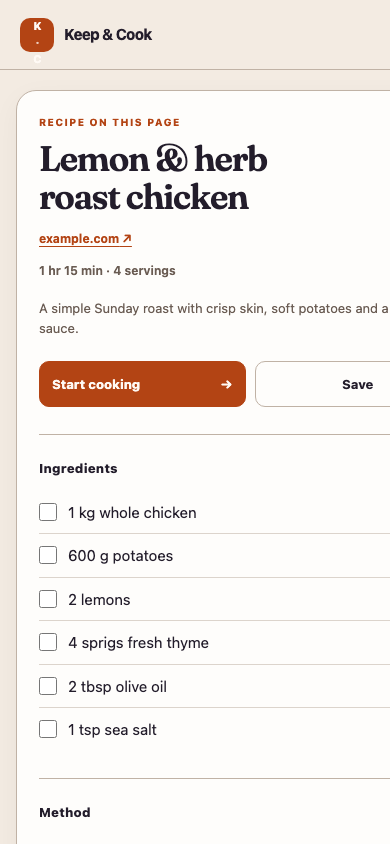 K
-
C
Keep & Cook
RECIPE ON THIS PAGE
Lemon & herb
roast chicken
example.com ↗
1 hr 15 min · 4 servings
A simple Sunday roast with crisp skin, soft potatoes and a
sauce.
Start cooking →
Save
Ingredients
1 kg whole chicken
600 g potatoes
2 lemons
4 sprigs fresh thyme
2 tbsp olive oil
1 tsp sea salt
Method